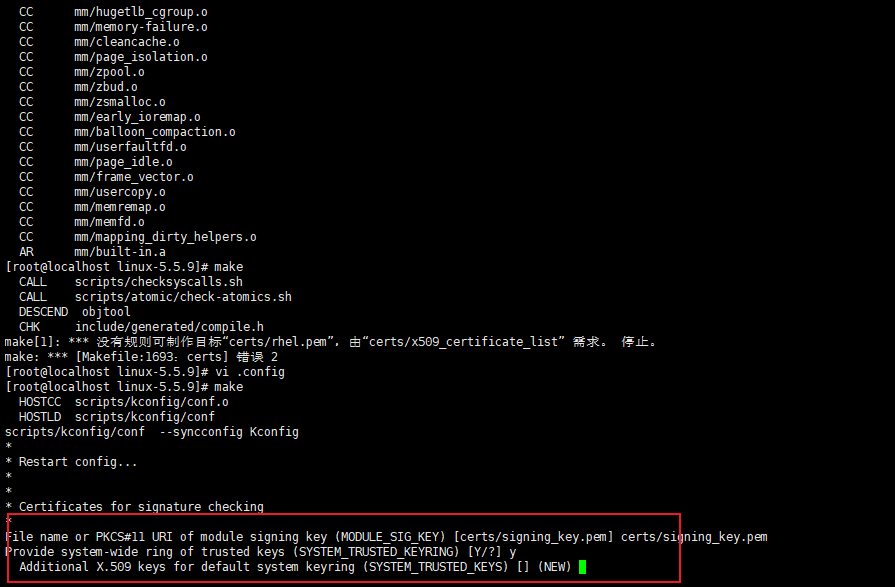 CC mm/hugetlb_cgroup.o
CC mm/memory-failure.o
CC mm/cleancache.o
CC mm/page_isolation.o
CC mm/zpool.o
CC mm/zbud.o
CC mm/zsmalloc.o
CC mm/early_ioremap.o
CC mm/balloon_compaction.o
CC mm/userfaultfd.o
CC mm/page_idle.o
CC mm/frame_vector.o
CC mm/usercopy.o
CC mm/memremap.o
CC mm/memfd.o
CC mm/mapping_dirty_helpers.o
AR mm/built-in.a
[root@localhost linux-5.5.9]# make
CALL scripts/checksyscalls.sh
CALL scripts/atomic/check-atomics.sh
DESCEND objtool
CHK include/generated/compile.h
make[1]: *** 没有规则可制作目标“certs/rhel.pem”，由“certs/x509_certificate_list” 需求。 停止。
make: *** [Makefile:1693：certs] 错误 2
[root@localhost linux-5.5.9]# vi .config
[root@localhost linux-5.5.9]# make
HOSTCC scripts/kconfig/conf.o
HOSTLD scripts/kconfig/conf
scripts/kconfig/conf --syncconfig Kconfig
*
* Restart config...
*
*
* Certificates for signature checking
*
File name or PKCS#11 URI of module signing key (MODULE_SIG_KEY) [certs/signing_key.pem] certs/signing_key.pem
Provide system-wide ring of trusted keys (SYSTEM_TRUSTED_KEYRING) [Y/?] y
Additional X.509 keys for default system keyring (SYSTEM_TRUSTED_KEYS) [] (NEW)